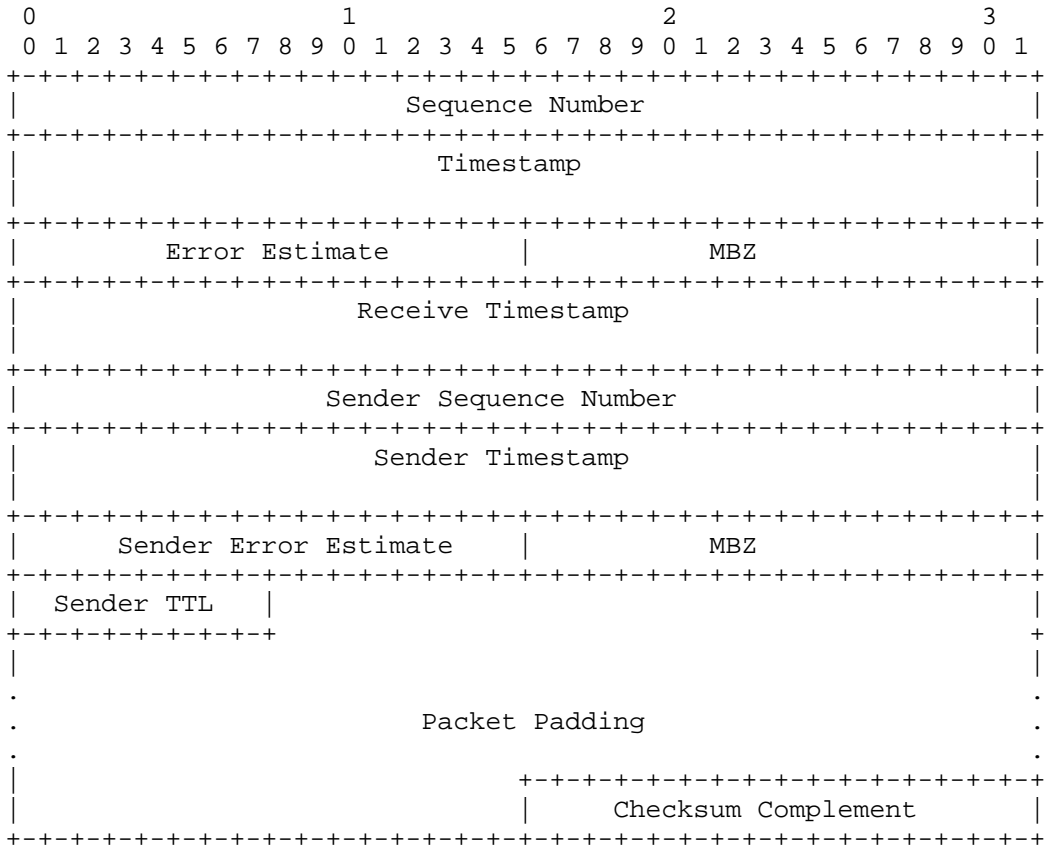 0                   1                   2                   3
0 1 2 3 4 5 6 7 8 9 0 1 2 3 4 5 6 7 8 9 0 1 2 3 4 5 6 7 8 9 0 1
+-+-+-+-+-+-+-+-+-+-+-+-+-+-+-+-+-+-+-+-+-+-+-+-+-+-+-+-+-+-+-+-+
|                        Sequence Number                        |
+-+-+-+-+-+-+-+-+-+-+-+-+-+-+-+-+-+-+-+-+-+-+-+-+-+-+-+-+-+-+-+-+
|                          Timestamp                            |
|                                                               |
+-+-+-+-+-+-+-+-+-+-+-+-+-+-+-+-+-+-+-+-+-+-+-+-+-+-+-+-+-+-+-+-+
|         Error Estimate        |           MBZ                 |
+-+-+-+-+-+-+-+-+-+-+-+-+-+-+-+-+-+-+-+-+-+-+-+-+-+-+-+-+-+-+-+-+
|                     Receive Timestamp                         |
|                                                               |
+-+-+-+-+-+-+-+-+-+-+-+-+-+-+-+-+-+-+-+-+-+-+-+-+-+-+-+-+-+-+-+-+
|                   Sender Sequence Number                      |
+-+-+-+-+-+-+-+-+-+-+-+-+-+-+-+-+-+-+-+-+-+-+-+-+-+-+-+-+-+-+-+-+
|                      Sender Timestamp                         |
|                                                               |
+-+-+-+-+-+-+-+-+-+-+-+-+-+-+-+-+-+-+-+-+-+-+-+-+-+-+-+-+-+-+-+-+
|      Sender Error Estimate    |           MBZ                 |
+-+-+-+-+-+-+-+-+-+-+-+-+-+-+-+-+-+-+-+-+-+-+-+-+-+-+-+-+-+-+-+-+
|  Sender TTL   |                                               |
+-+-+-+-+-+-+-+-+                                               +
|                                                               |
.                                                               .
.                         Packet Padding                        .
.                                                               .
|                               +-+-+-+-+-+-+-+-+-+-+-+-+-+-+-+-+
|                               |     Checksum Complement       |
+-+-+-+-+-+-+-+-+-+-+-+-+-+-+-+-+-+-+-+-+-+-+-+-+-+-+-+-+-+-+-+-+